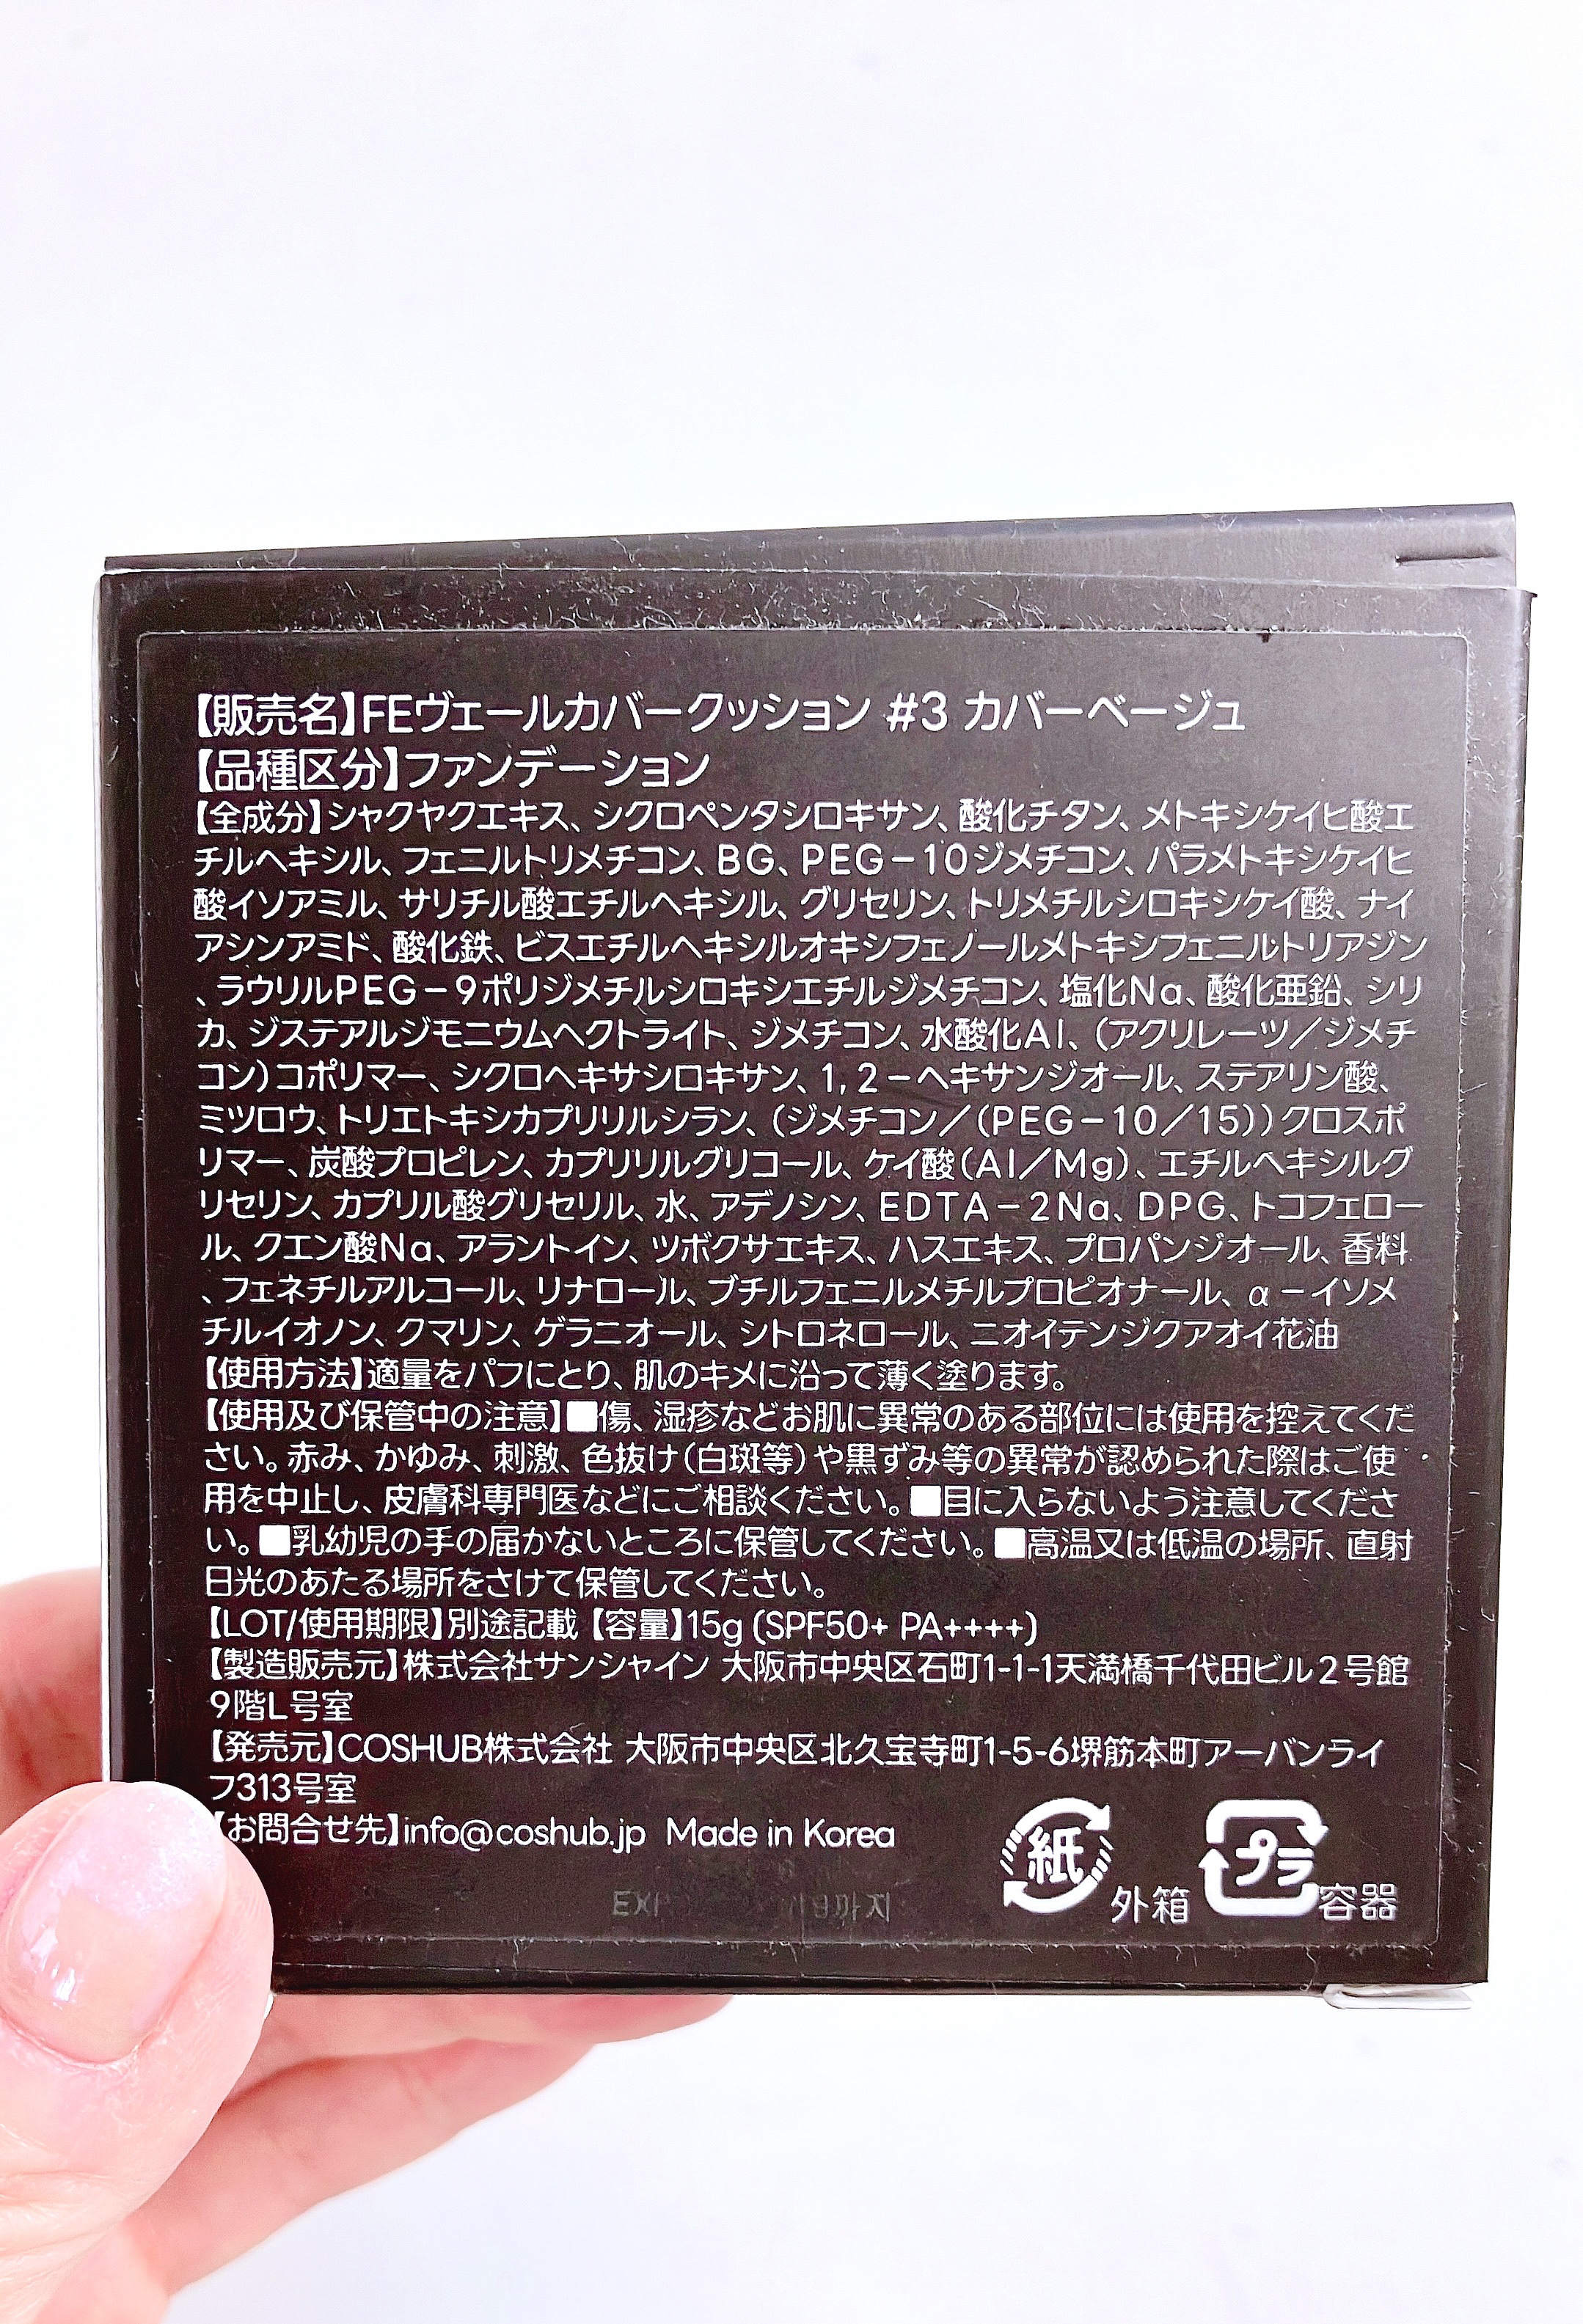 【販売名】FEヴェールカバークッション #3 カバーベージュ
【品種区分】ファンデーション
【全成分】シャクヤクエキス、シクロペンタシロキサン、酸化チタン、メトキシケイヒ酸エ
チルヘキシル、フェニルトリメチコン、BG、PEG－10ジメチコン、パラメトキシケイヒ
酸イソアミル、サリチル酸エチルヘキシル、グリセリン、トリメチルシロキシケイ酸、ナイ
アシンアミド、酸化鉄、ビスエチルヘキシルオキシフェノールメトキシフェニルトリアジン
、ラウリルPEG－9ポリジメチルシロキシエチルジメチコン、塩化Na、酸化亜鉛、シリ
カ、ジステアルジモニウムヘクトライト、ジメチコン、水酸化Al、（アクリレーツ／ジメチ
コン）コポリマー、シクロヘキサシロキサン、1,2－ヘキサンジオール、ステアリン酸、
ミツロウ、トリエトキシカプリリルシラン、（ジメチコン／（PEG－10／15））クロスポ
リマー、炭酸プロピレン、カプリリルグリコール、ケイ酸（Al／Mg）、エチルヘキシルグ
リセリン、カプリル酸グリセリル、水、アデノシン、EDTA－2Na、DPG、トコフェロー
ル、クエン酸Na、アラントイン、ツボクサエキス、ハスエキス、プロパンジオール、香料
、フェネチルアルコール、リナロール、ブチルフェニルメチルプロピオナール、α－イソメ
チルイオノン、クマリン、ゲラニオール、シトロネロール、ニオイテンジクアオイ花油
【使用方法】適量をパフにとり、肌のキメに沿って薄く塗ります。
【使用及び保管中の注意】■傷、湿疹などお肌に異常のある部位には使用を控えてくだ
さい。赤み、かゆみ、刺激、色抜け（白斑等）や黒ずみ等の異常が認められた際はご使
用を中止し、皮膚科専門医などにご相談ください。■目に入らないよう注意してくださ
い。■乳幼児の手の届かないところに保管してください。■高温又は低温の場所、直射
日光のあたる場所をさけて保管してください。
【LOT/使用期限】別途記載【容量】15g (SPF50+ PA++++)
【製造販売元】株式会社サンシャイン 大阪市中央区石町1-1-1天満橋千代田ビル2号館
9階L号室
【発売元】COSHUB株式会社 大阪市中央区北久宝寺町1-5-6堺筋本町アーバンライ
フ313号室
【お問合せ先】info@coshub.jp Made in Korea
紙 外箱 プラ 容器